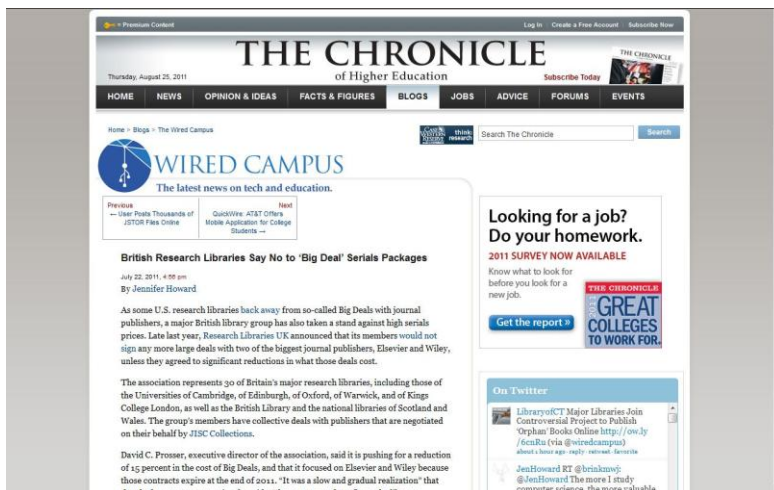 = Premium Content
Log In Create a Free Account Subscribe Now
THE CHRONICLE
of Higher Education
Thursday, August 25, 2011
Subscribe Today
THE CHRONICLE
HOME NEWS OPINION & IDEAS FACTS & FIGURES BLOGS JOBS ADVICE FORUMS EVENTS
Home > Blogs > The Wired Campus
CASE WESTERN RESERVE
think: research
Search The Chronicle
Search
WIRED CAMPUS
The latest news on tech and education.
Previous
← User Posts Thousands of
JSTOR Files Online
Next
QuickWire: AT&T Offers
Mobile Application for College
Students →
British Research Libraries Say No to 'Big Deal' Serials Packages
July 22, 2011, 4:56 pm
By Jennifer Howard
As some U.S. research libraries back away from so-called Big Deals with journal
publishers, a major British library group has also taken a stand against high serials
prices. Late last year, Research Libraries UK announced that its members would not
sign any more large deals with two of the biggest journal publishers, Elsevier and Wiley,
unless they agreed to significant reductions in what those deals cost.
The association represents 30 of Britain's major research libraries, including those of
the Universities of Cambridge, of Edinburgh, of Oxford, of Warwick, and of Kings
College London, as well as the British Library and the national libraries of Scotland and
Wales. The group's members have collective deals with publishers that are negotiated
on their behalf by JISC Collections.
David C. Prosser, executive director of the association, said it is pushing for a reduction
of 15 percent in the cost of Big Deals, and that it focused on Elsevier and Wiley because
those contracts expire at the end of 2011. "It was a slow and gradual realization" that
Looking for a job?
Do your homework.
2011 SURVEY NOW AVAILABLE
Know what to look for
before you look for a
new job.
Get the report »
THE CHRONICLE
2011
GREAT
COLLEGES
TO WORK FOR.
On Twitter
LibraryofCT Major Libraries Join
Controversial Project to Publish
'Orphan' Books Online http://ow.ly
/6cnRu (via @wiredcampus)
about 1 hour ago · reply · retweet · favorite
JenHoward RT @brinkmwj:
@JenHoward The more I study
computer science, the more valuable